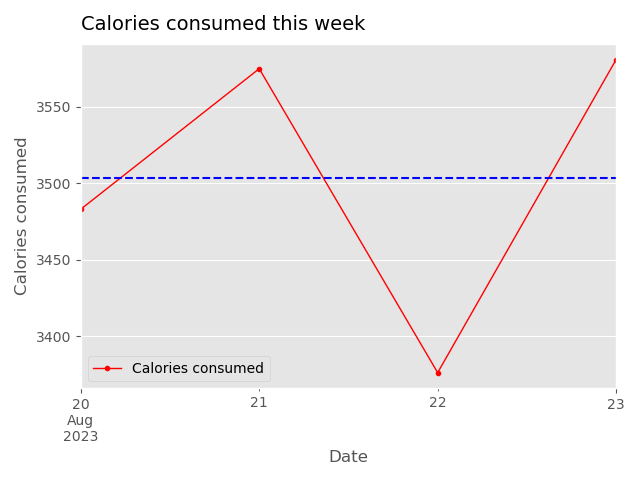 Calories consumed this week
3550
3500
3450
3400
Calories consumed
Calories consumed
20
Aug
2023
21
22
23
Date